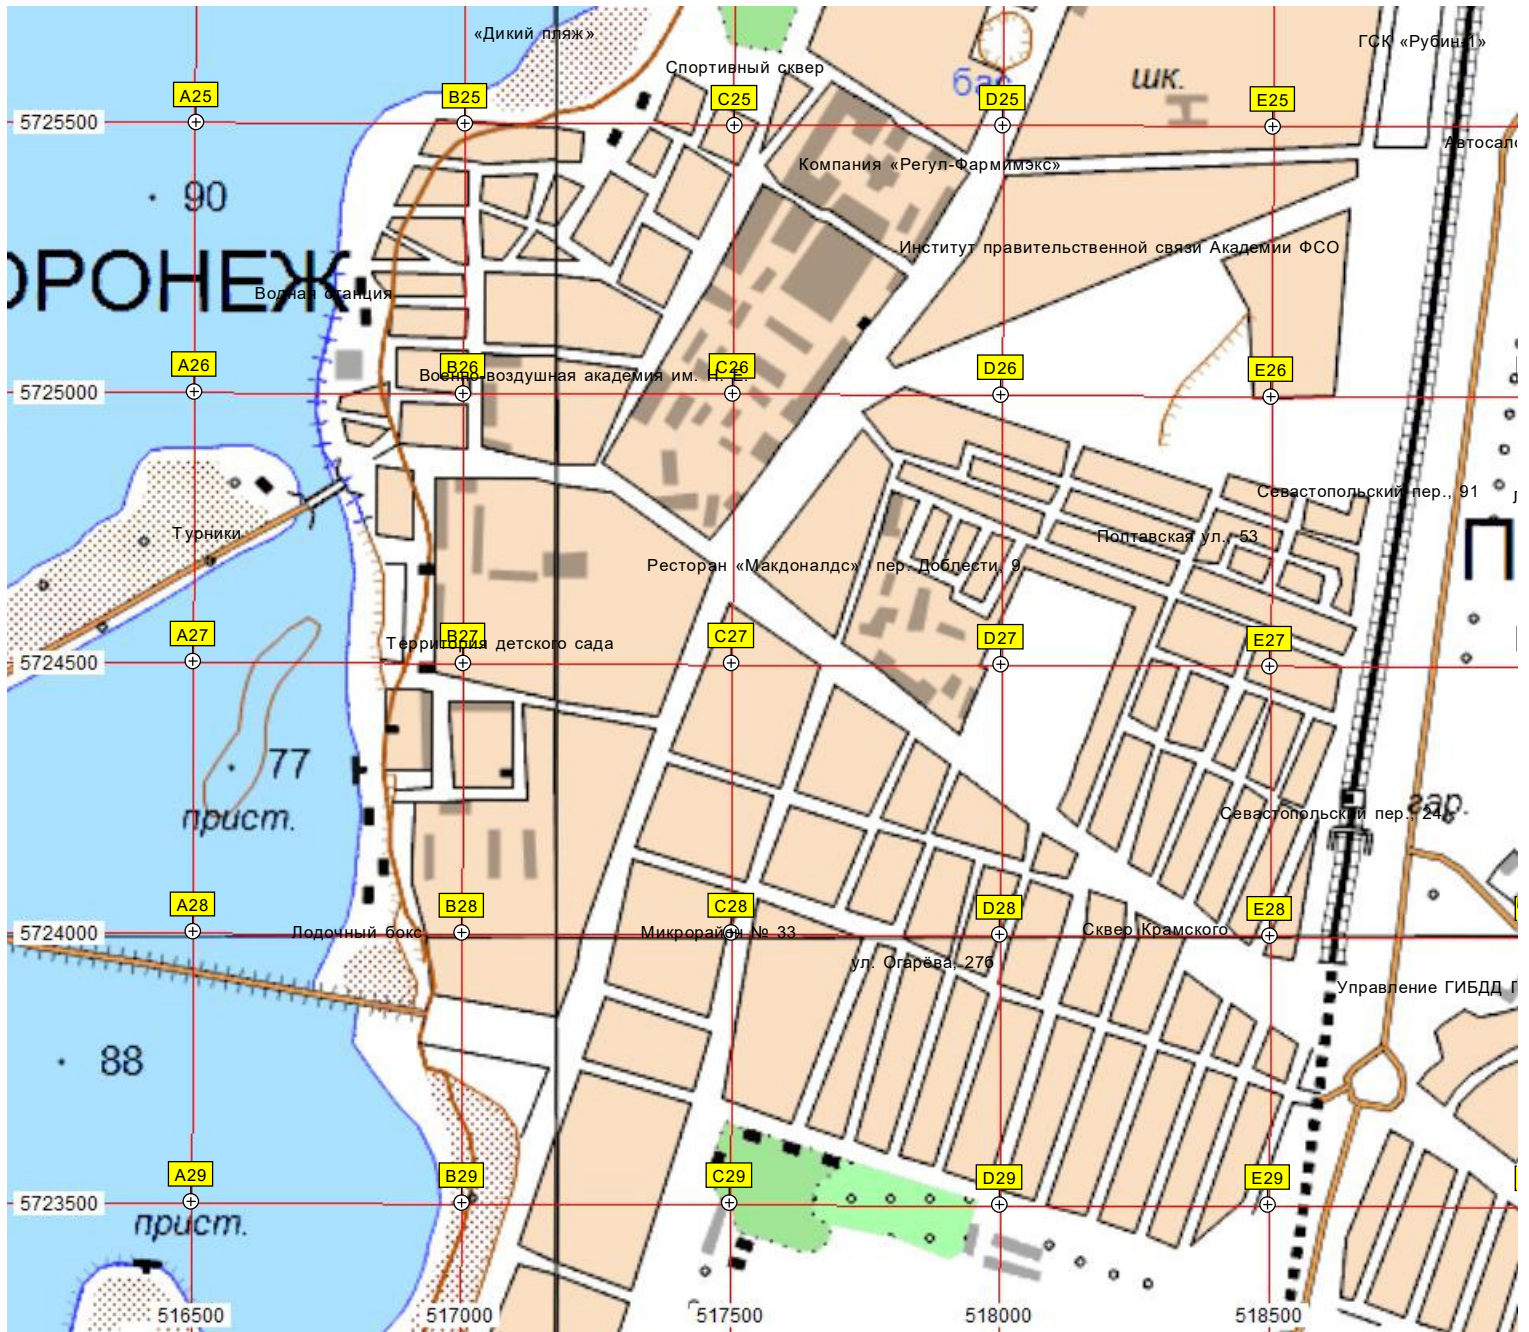 «Дикий пляж»
ГСК «Рубин-1»
Спортивный сквер
шк.
бас
A25
B25
C25
D25
E25
5725500
Компания «Регул-Фармимэкс»
90
Институт правительственной связи Академии ФСО
ОРОНЕЖ
Водная станция
A26
B26
C26
D26
E26
Военно-воздушная академия им. Н. Е.
5725000
Севастопольский пер., 91
Турники
Полтавская ул., 53
Ресторан «Макдоналдс»
пер. Доблести, 9
П
A27
B27
C27
D27
E27
Территория детского сада
5724500
77
прист.
гар.
Севастопольский пер., 24
A28
B28
C28
D28
E28
5724000
Лодочный бокс
Микрорайон № 33
Сквер Крамского
ул. Огарёва, 27б
Управление ГИБДД
88
A29
B29
C29
D29
E29
5723500
прист.
516500
517000
517500
518000
518500